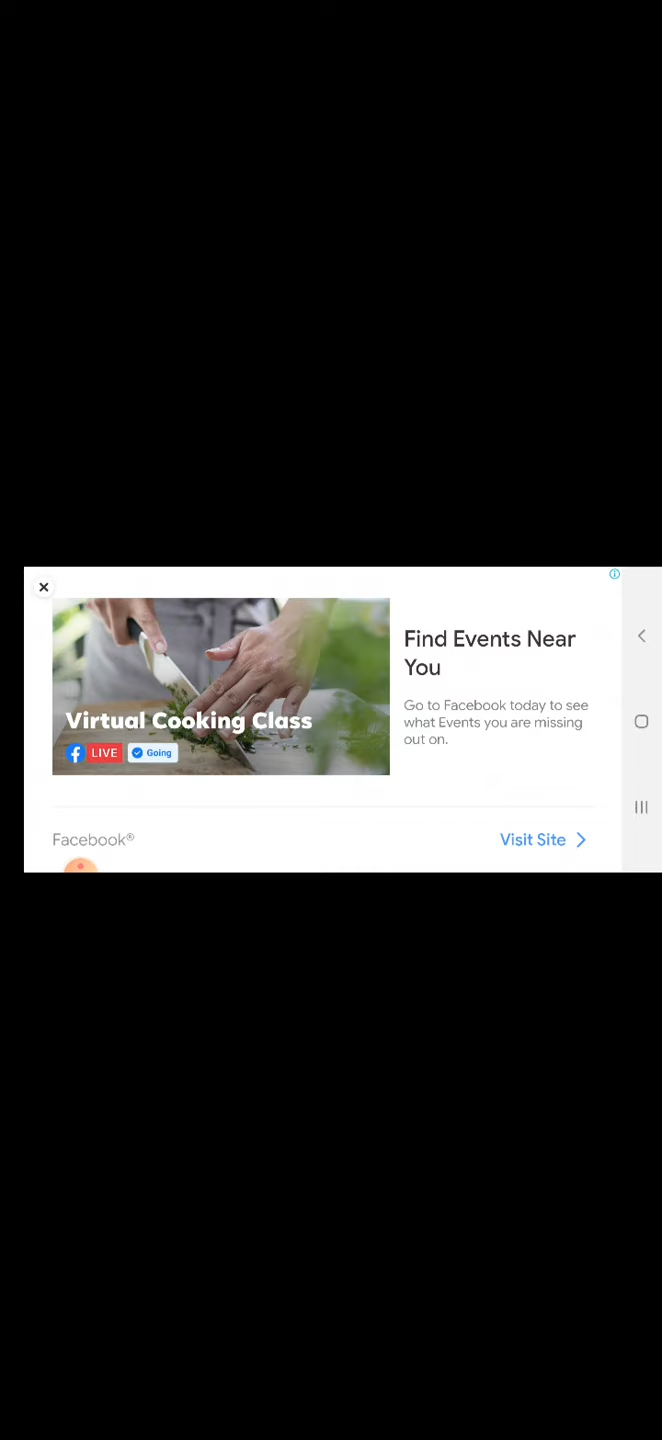 Find Events Near
You
Virtual Cooking Class
LIVE
Going
Go to Facebook today to see
what Events you are missing
out on.
Facebook®
Visit Site